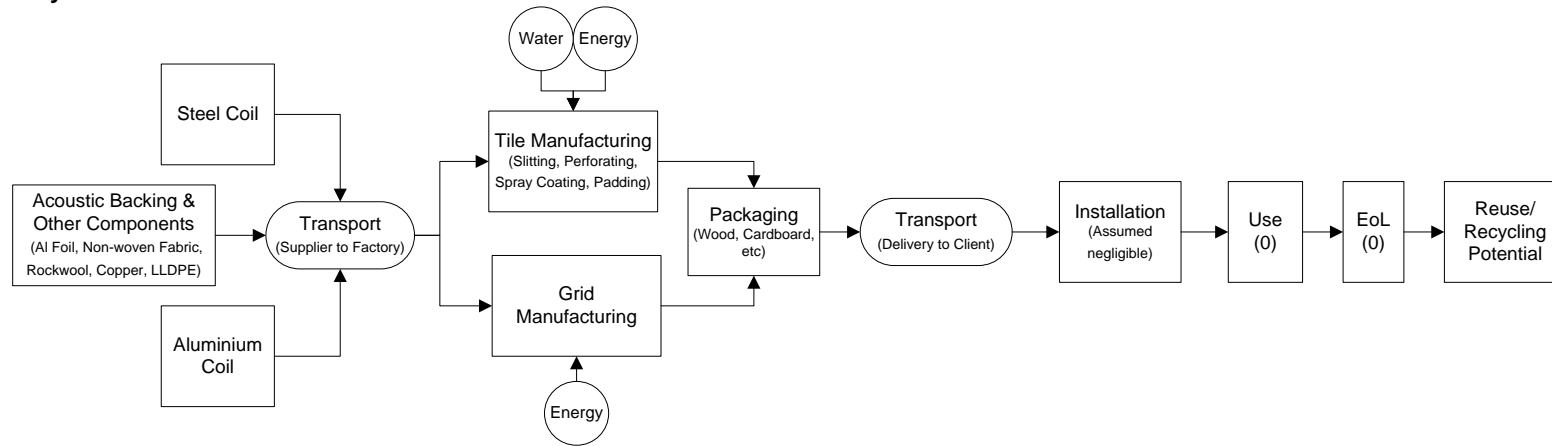 Water
Energy
Steel Coil
Tile Manufacturing
(Slitting, Perforating,
Spray Coating, Padding)
Acoustic Backing &
Other Components
(Al Foil, Non-woven Fabric,
Rockwool, Copper, LLDPE)
Transport
(Supplier to Factory)
Packaging
(Wood, Cardboard,
etc)
Transport
(Delivery to Client)
Installation
(Assumed
negligible)
Use
(0)
EoL
(0)
Reuse/
Recycling
Potential
Grid
Manufacturing
Aluminium
Coil
Energy